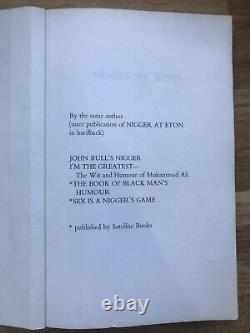 By the same author
(since publication of NIGGER AT ETON
in hardback)
JOHN BULL'S NIGGER
I'M THE GREATEST—
The Wit and Humour of Muhammad Ali
*THE BOOK OF BLACK MAN'S
HUMOUR
*SEX IS A NIGGER'S GAME
* published by Satellite Books
ebay